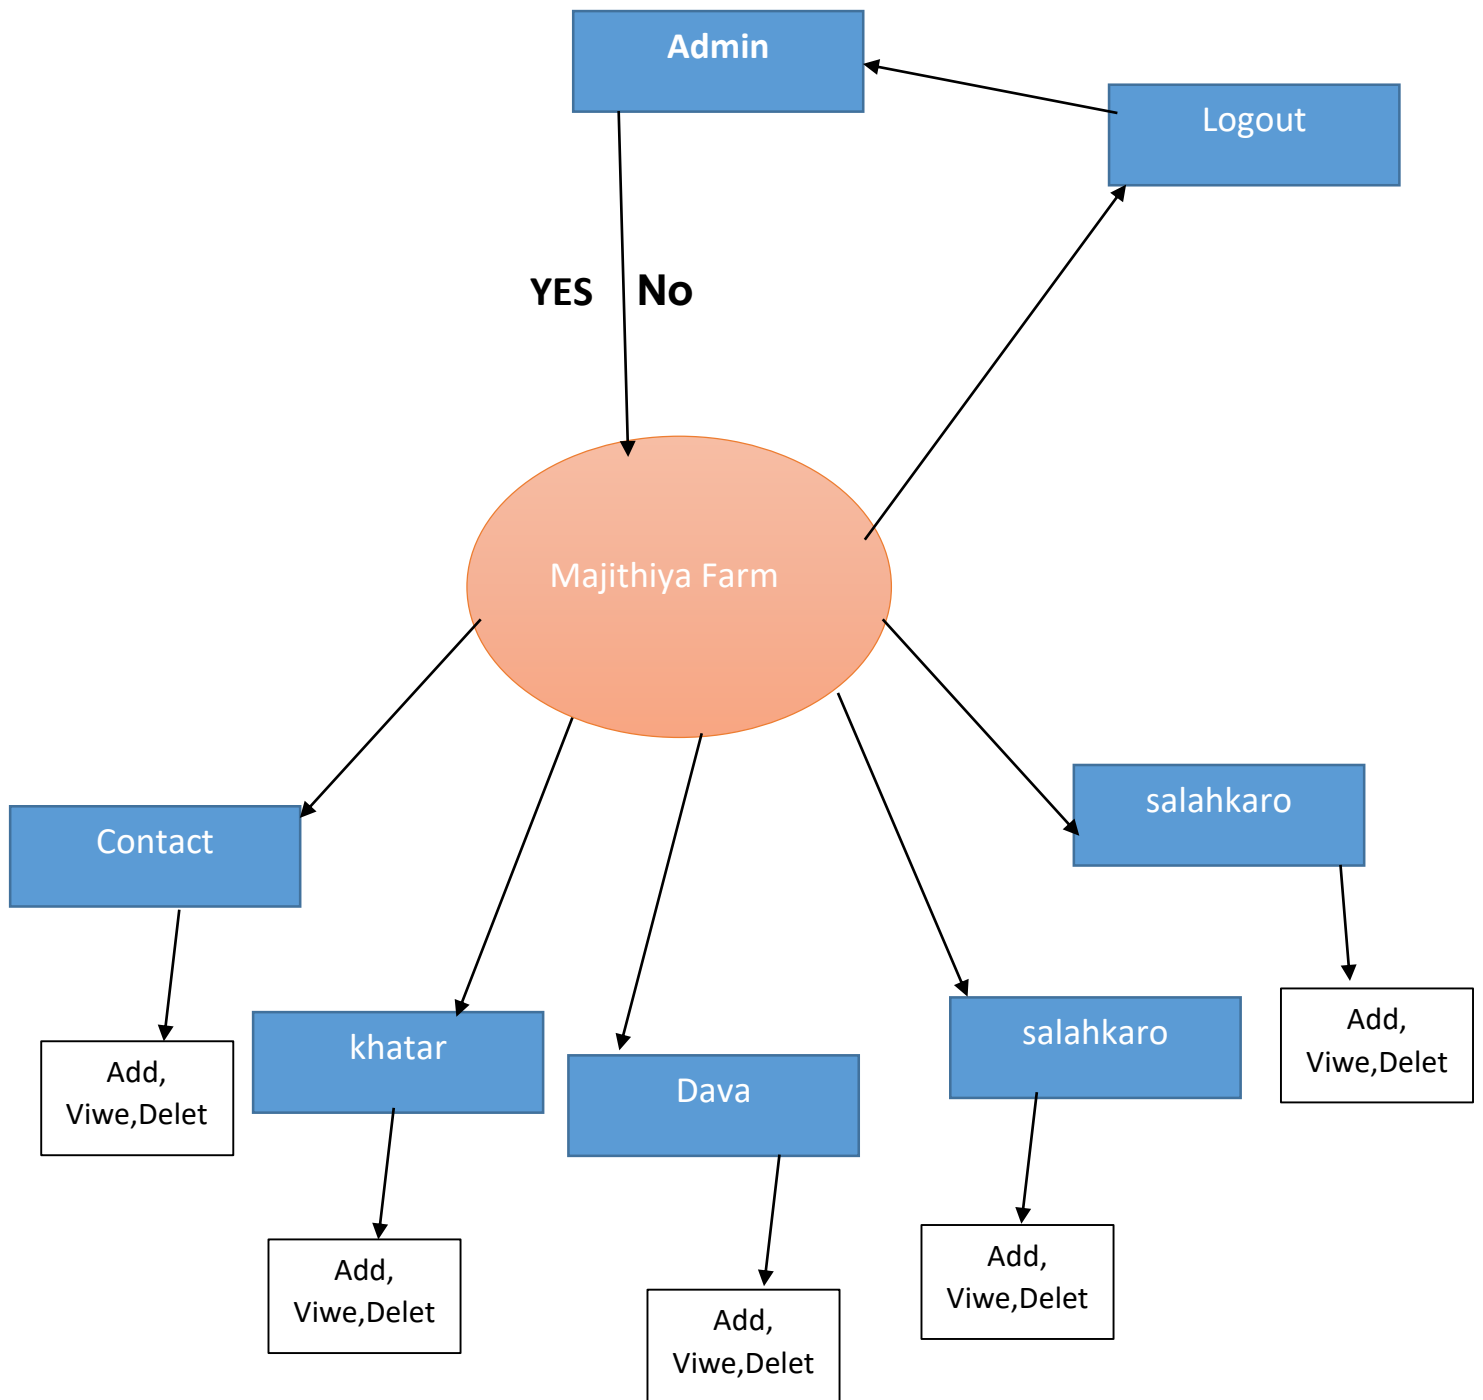 Admin
Logout
YES No
Majithiya Farm
salahkaro
Contact
salahkaro
khatar
Dava
Add,
Viwe,Delet
Add,
Viwe,Delet
Add,
Viwe,Delet
Add,
Viwe,Delet
Add,
Viwe,Delet